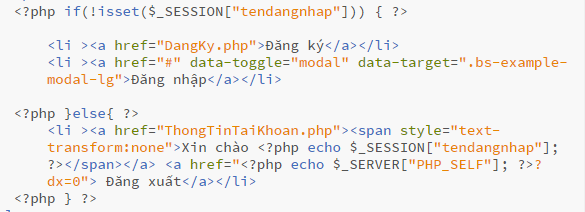 <?php if(!isset($_SESSION["tendangnhap"])) { ?>
<li ><a href="DangKy.php">Đăng ký</a></li>
<li ><a href="#" data-toggle="modal" data-target=".bs-example-
modal-lg">Đăng nhập</a></li>
<?php }else{ ?>
<li ><a href="ThongTinTaiKhoan.php"><span style="text-
transform:none">Xin chào <?php echo $_SESSION["tendangnhap"];
?></span></a> <a href="<?php echo $_SERVER["PHP_SELF"]; ?>?
dx=0"> Đăng xuất</a></li>
<?php } ?>